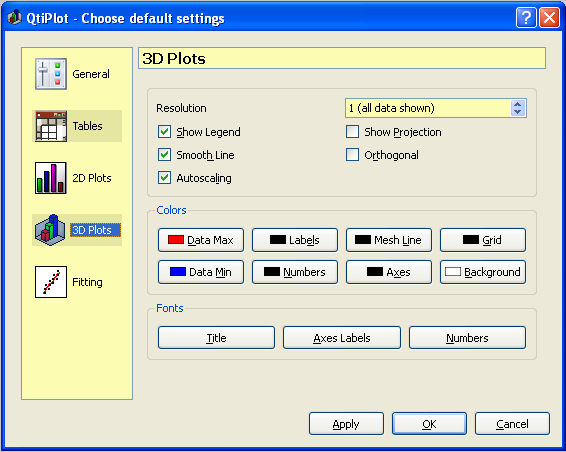 QtiPlot - Choose default settings
General
Tables
2D Plots
3D Plots
Fitting
3D Plots
Resolution 1 (all data shown)
Show Legend Show Projection
Smooth Line Orthogonal
Autoscaling
Colors
Data Max Labels Mesh Line Grid
Data Min Numbers Axes Background
Fonts
Title Axes Labels Numbers
Apply OK Cancel